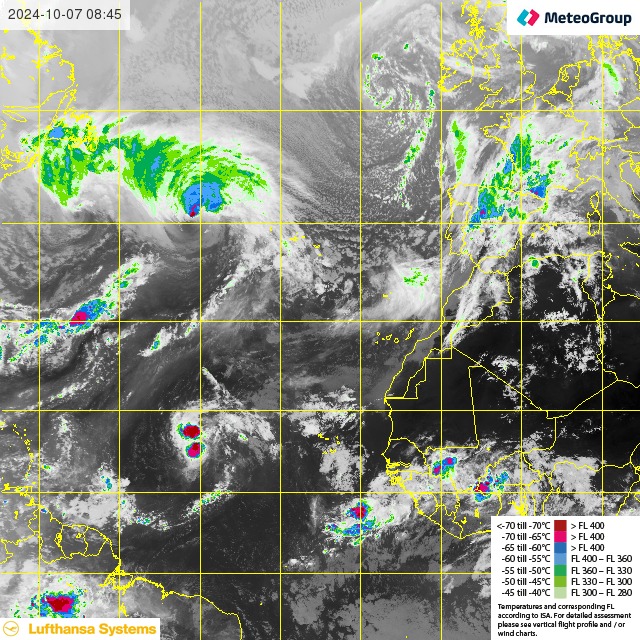 2024-10-07 08:45
MeteoGroup
<-70 till -70°C > FL 400
-70 till -65°C > FL 400
-65 till -60°C > FL 400
-60 till -55°C FL 400 – FL 360
-55 till -50°C FL 360 – FL 330
-50 till -45°C FL 330 – FL 300
-45 till -40°C FL 300 – FL 280
Temperatures and corresponding FL
according to ISA. For detailed assessment
please see vertical flight profile and / or
wind charts.
Lufthansa Systems